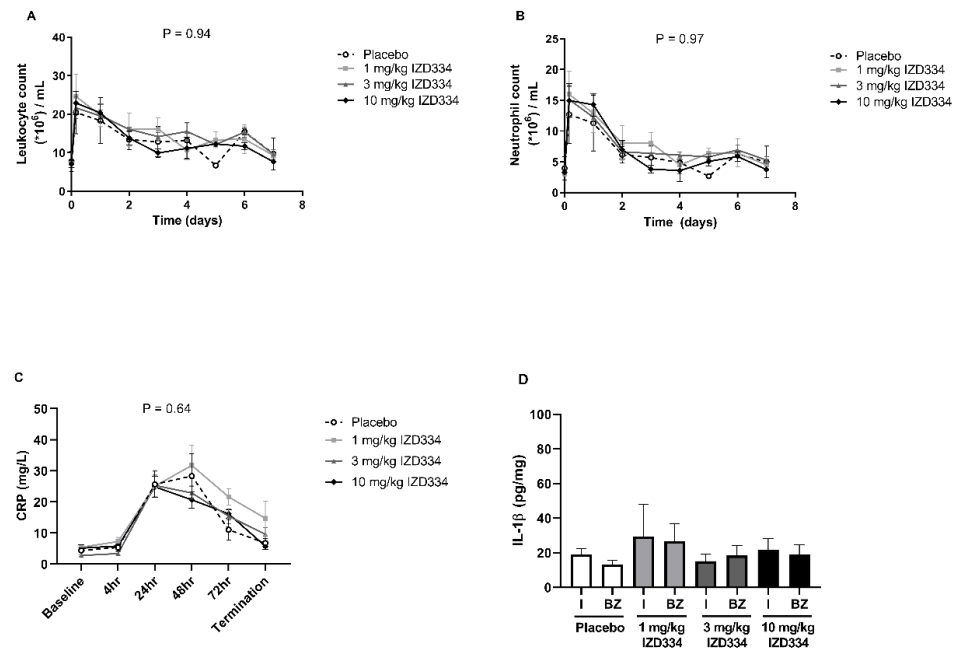 A
P = 0.94
Leukocyte count
(*10⁶) / mL
40
30
20
10
0
0 2 4 6 8
Time (days)
Placebo
1 mg/kg IZD334
3 mg/kg IZD334
10 mg/kg IZD334
B
P = 0.97
Neutrophil count
(*10⁶) / mL
25
20
15
10
5
0
0 2 4 6 8
Time (days)
Placebo
1 mg/kg IZD334
3 mg/kg IZD334
10 mg/kg IZD334
C
P = 0.64
CRP (mg/L)
50
40
30
20
10
0
Baseline 4hr 24hr 48hr 72hr Termination
Placebo
1 mg/kg IZD334
3 mg/kg IZD334
10 mg/kg IZD334
D
IL-1β (pg/mg)
100
80
60
40
20
0
I BZ I BZ I BZ I BZ
Placebo 1 mg/kg 3 mg/kg 10 mg/kg
IZD334 IZD334 IZD334